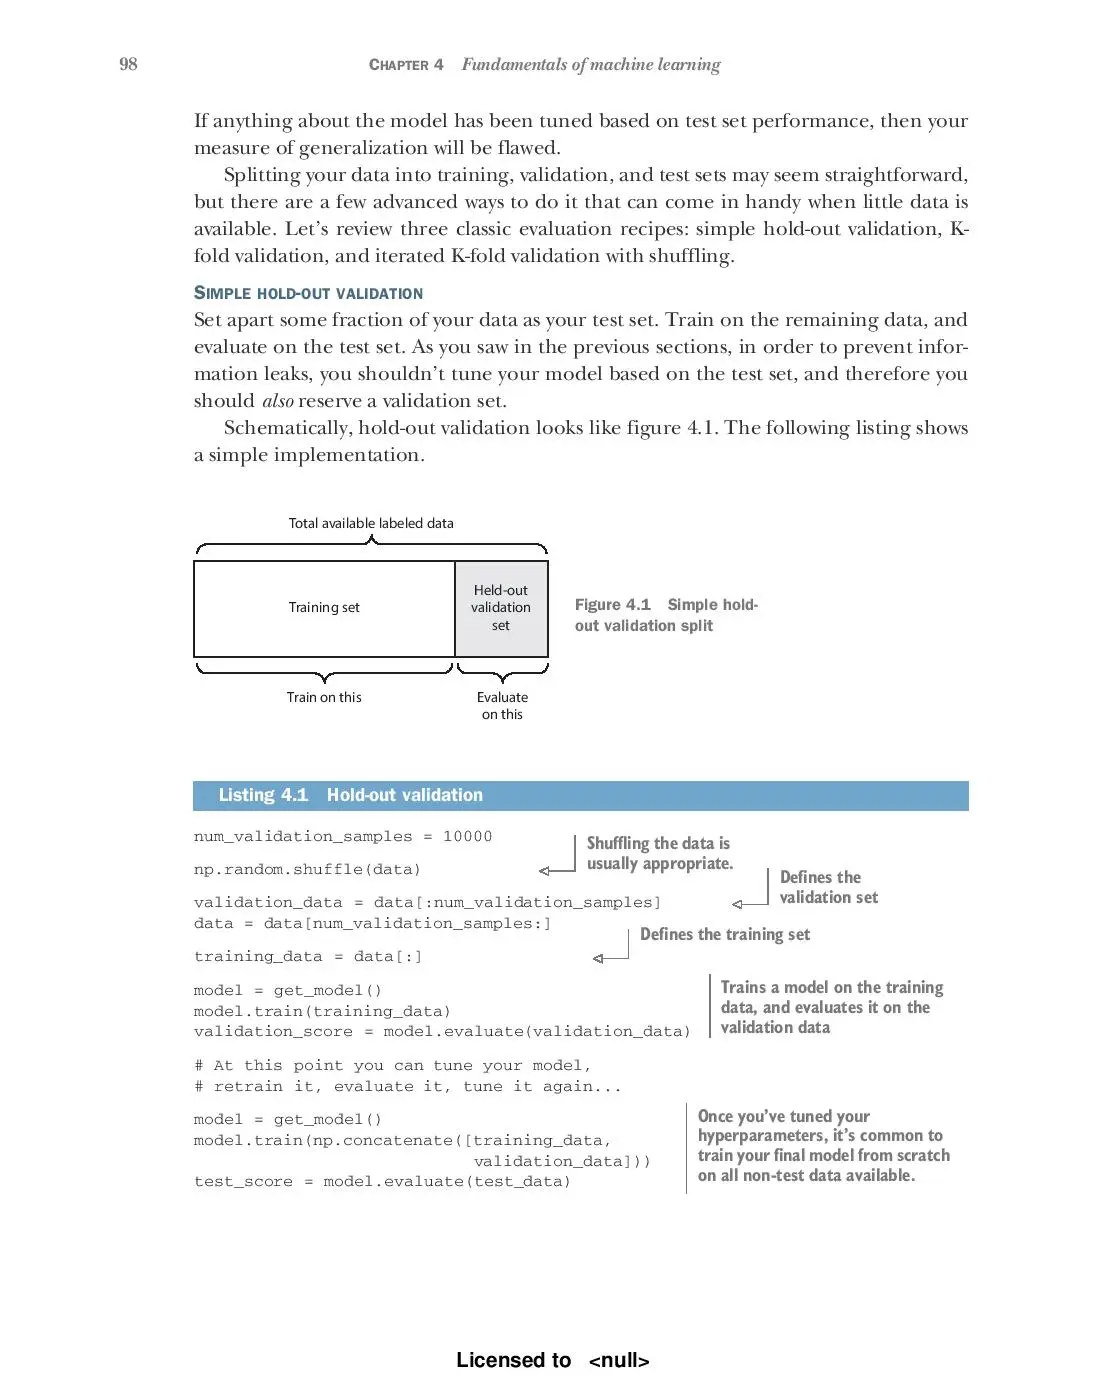 98 CHAPTER 4 Fundamentals of machine learning
If anything about the model has been tuned based on test set performance, then your
measure of generalization will be flawed.
Splitting your data into training, validation, and test sets may seem straightforward,
but there are a few advanced ways to do it that can come in handy when little data is
available. Let’s review three classic evaluation recipes: simple hold-out validation, K-
fold validation, and iterated K-fold validation with shuffling.
SIMPLE HOLD-OUT VALIDATION
Set apart some fraction of your data as your test set. Train on the remaining data, and
evaluate on the test set. As you saw in the previous sections, in order to prevent infor-
mation leaks, you shouldn’t tune your model based on the test set, and therefore you
should also reserve a validation set.
Schematically, hold-out validation looks like figure 4.1. The following listing shows
a simple implementation.
Total available labeled data
Training set
Held-out
validation
set
Train on this
Evaluate
on this
Figure 4.1 Simple hold-
out validation split
Listing 4.1 Hold-out validation
num_validation_samples = 10000
Shuffling the data is
usually appropriate.
np.random.shuffle(data)
Defines the
validation set
validation_data = data[:num_validation_samples]
data = data[num_validation_samples:]
Defines the training set
training_data = data[:]
model = get_model()
model.train(training_data)
validation_score = model.evaluate(validation_data)
Trains a model on the training
data, and evaluates it on the
validation data
# At this point you can tune your model,
# retrain it, evaluate it, tune it again...
model = get_model()
model.train(np.concatenate([training_data,
validation_data]))
test_score = model.evaluate(test_data)
Once you’ve tuned your
hyperparameters, it’s common to
train your final model from scratch
on all non-test data available.
Licensed to <null>